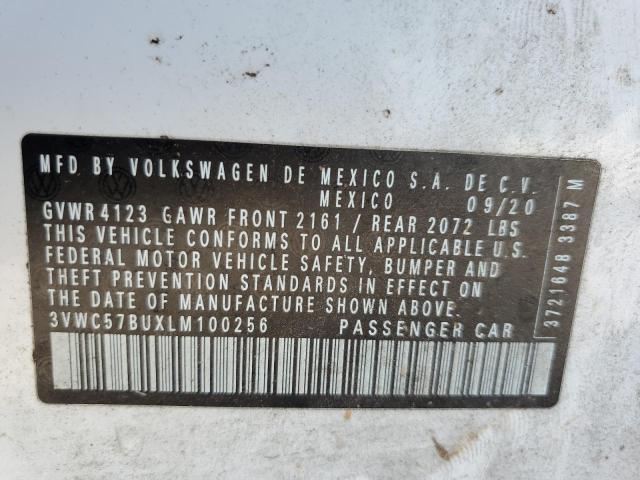 MFD BY VOLKSWAGEN DE MEXICO S.A. DE C.V.
MEXICO 09/20
GVWR 4123 GAWR FRONT 2161 / REAR 2072 LBS
THIS VEHICLE CONFORMS TO ALL APPLICABLE U.S.
FEDERAL MOTOR VEHICLE SAFETY, BUMPER AND
THEFT PREVENTION STANDARDS IN EFFECT ON
THE DATE OF MANUFACTURE SHOWN ABOVE.
3VWC57BUXLM100256 PASSENGER CAR
3721648 3387 M